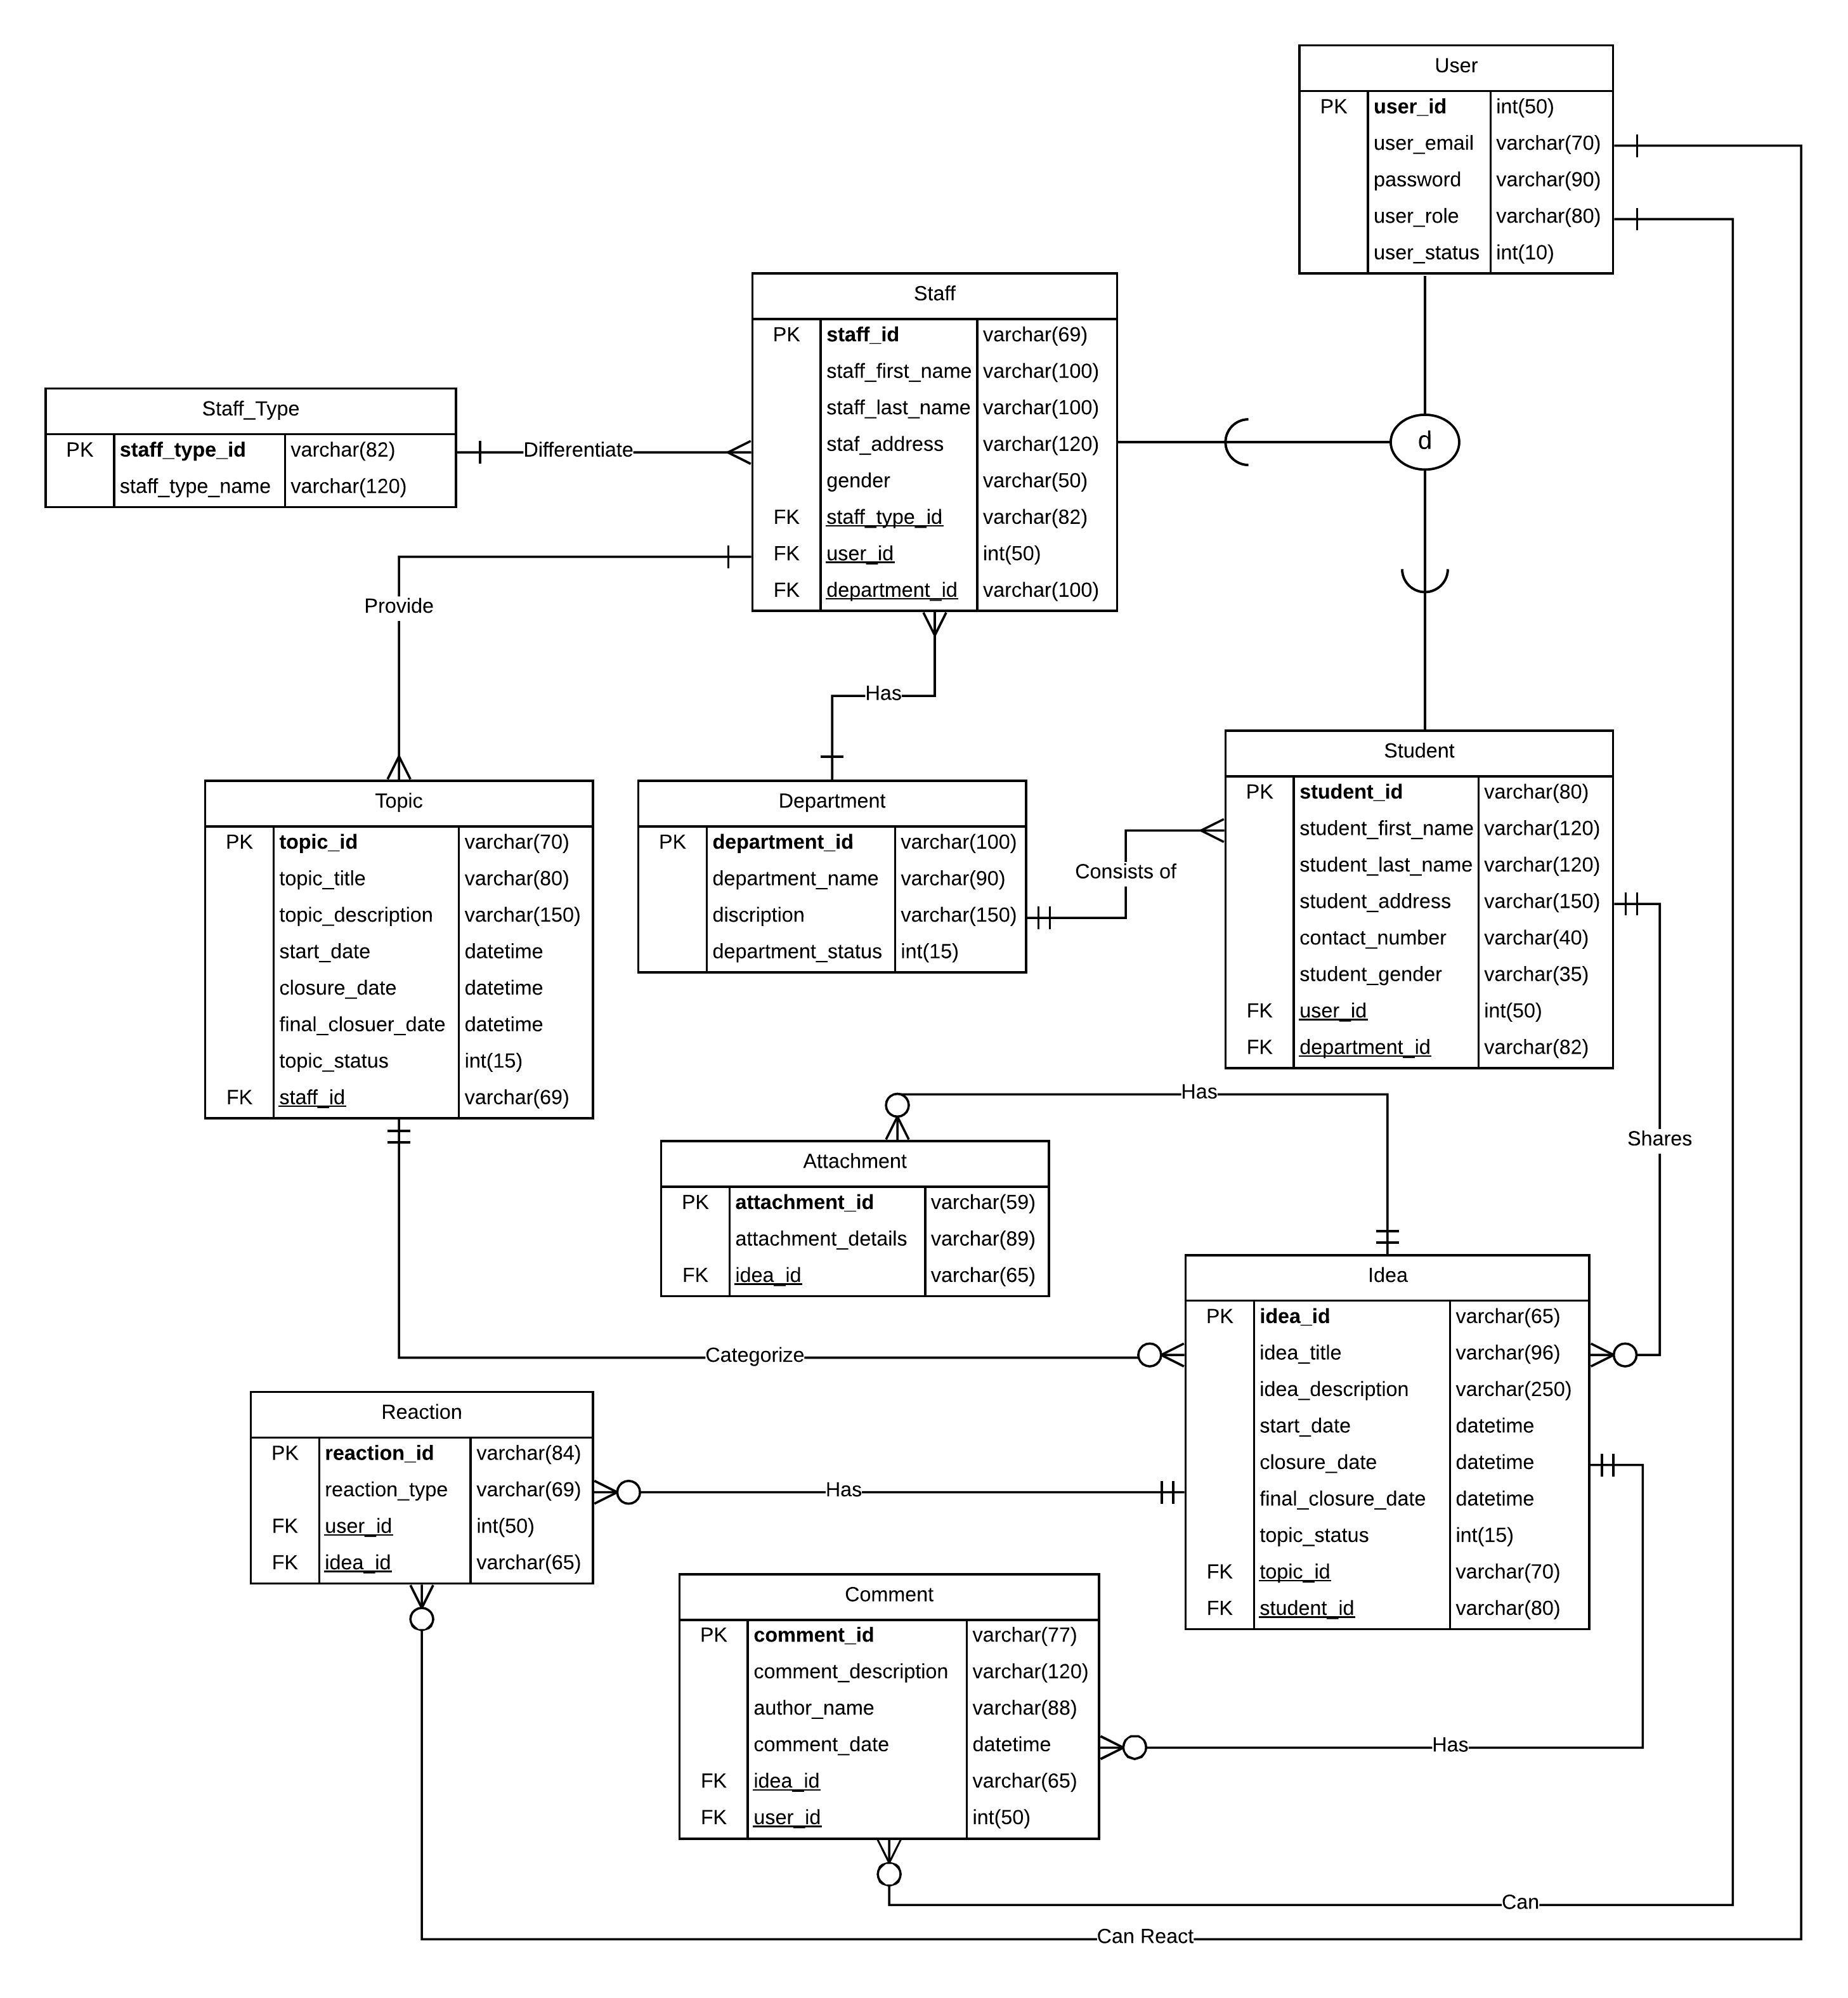 User
PK user_id int(50)
user_email varchar(70)
password varchar(90)
user_role varchar(80)
user_status int(10)
Staff
PK staff_id varchar(69)
staff_first_name varchar(100)
staff_last_name varchar(100)
staf_address varchar(120)
gender varchar(50)
FK staff_type_id varchar(82)
FK user_id int(50)
FK department_id varchar(100)
Staff_Type
PK staff_type_id varchar(82)
staff_type_name varchar(120)
Differentiate
d
Provide
Has
Topic
PK topic_id varchar(70)
topic_title varchar(80)
topic_description varchar(150)
start_date datetime
closure_date datetime
final_closuer_date datetime
topic_status int(15)
FK staff_id varchar(69)
Department
PK department_id varchar(100)
department_name varchar(90)
discription varchar(150)
department_status int(15)
Consists of
Student
PK student_id varchar(80)
student_first_name varchar(120)
student_last_name varchar(120)
student_address varchar(150)
contact_number varchar(40)
student_gender varchar(35)
FK user_id int(50)
FK department_id varchar(82)
Has
Shares
Attachment
PK attachment_id varchar(59)
attachment_details varchar(89)
FK idea_id varchar(65)
Categorize
Idea
PK idea_id varchar(65)
idea_title varchar(96)
idea_description varchar(250)
start_date datetime
closure_date datetime
final_closure_date datetime
topic_status int(15)
FK topic_id varchar(70)
FK student_id varchar(80)
Reaction
PK reaction_id varchar(84)
reaction_type varchar(69)
FK user_id int(50)
FK idea_id varchar(65)
Has
Comment
PK comment_id varchar(77)
comment_description varchar(120)
author_name varchar(88)
comment_date datetime
FK idea_id varchar(65)
FK user_id int(50)
Has
Can
Can React